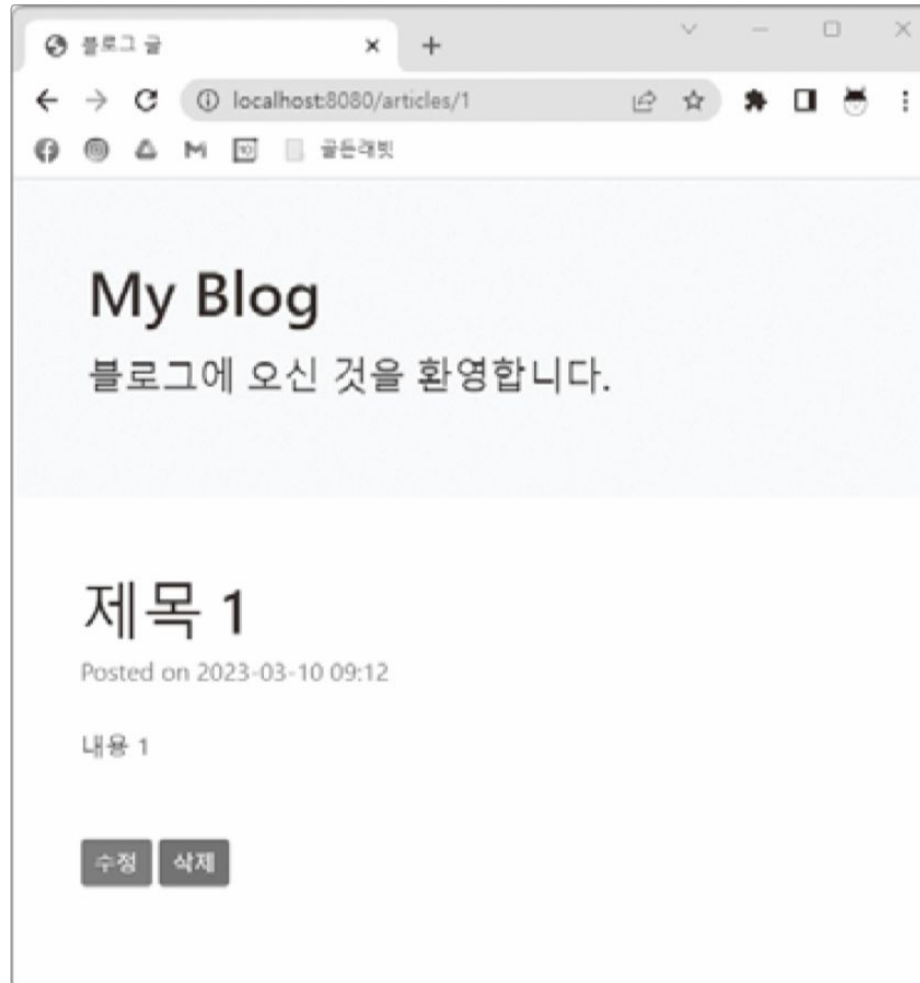 블로그 글
localhost:8080/articles/1
골든래빗
My Blog
블로그에 오신 것을 환영합니다.
제목 1
Posted on 2023-03-10 09:12
내용 1
수정 삭제